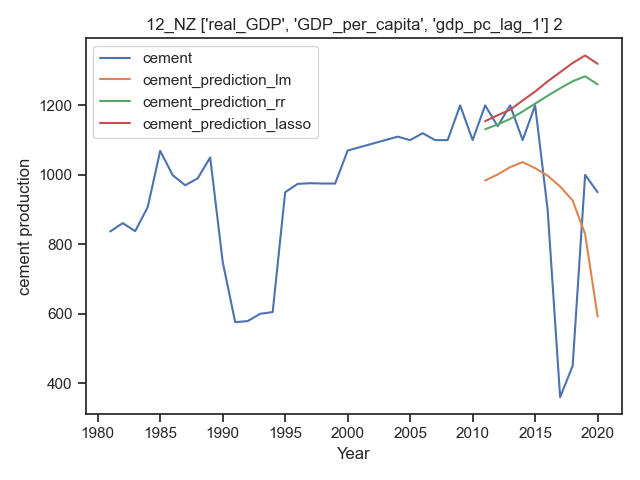 12_NZ ['real_GDP', 'GDP_per_capita', 'gdp_pc_lag_1'] 2
cement
cement_prediction_lm
cement_prediction_rr
cement_prediction_lasso
cement production
1200
1000
800
600
400
1980 1985 1990 1995 2000 2005 2010 2015 2020
Year